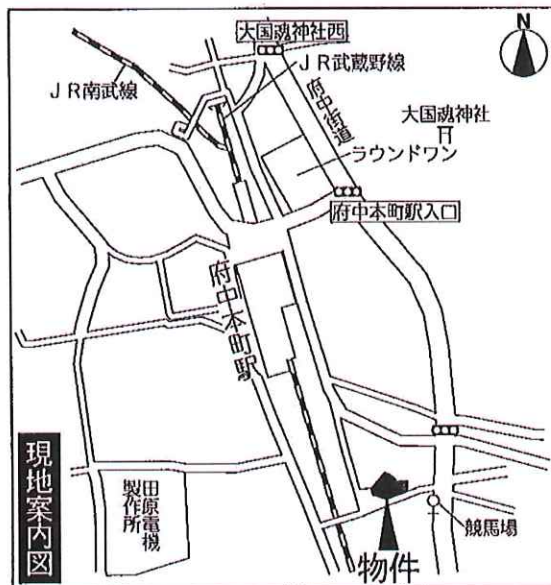 大国魂神社西
N
JR武蔵野線
JR南武線
府中街道
大国魂神社
ラウンドワン
府中本町駅入口
府中本町駅
現地案内図
田原電機
製作所
競馬場
物件